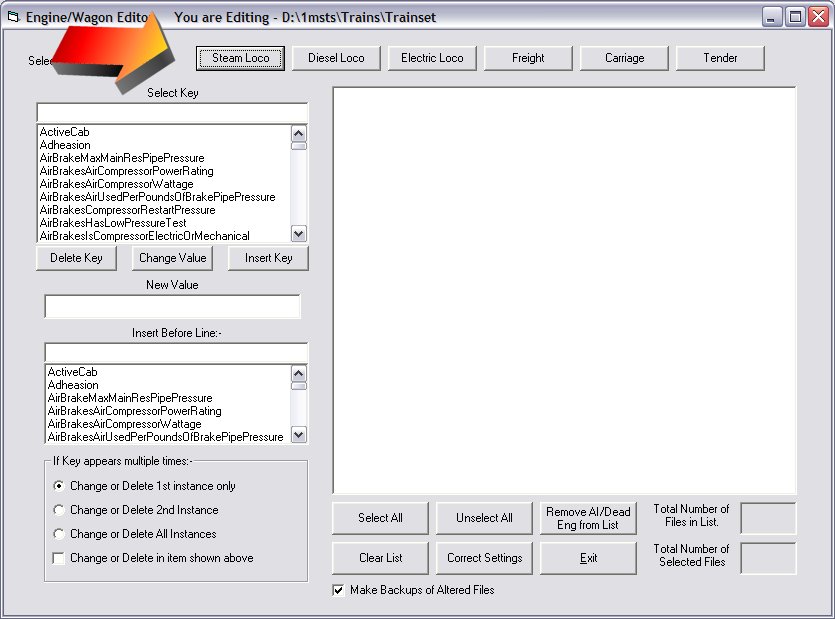 Engine/Wagon Edito You are Editing - D:\1msts\Trains\Trainset
Sele
Steam Loco
Diesel Loco
Electric Loco
Freight
Carriage
Tender
Select Key
ActiveCab
Adheasion
AirBrakeMaxMainResPipePressure
AirBrakesAirCompressorPowerRating
AirBrakesAirCompressorWattage
AirBrakesAirUsedPerPoundsOfBrakePipePressure
AirBrakesCompressorRestartPressure
AirBrakesHasLowPressureTest
AirBrakesIsCompressorElectricOrMechanical
Delete Key
Change Value
Insert Key
New Value
Insert Before Line:-
ActiveCab
Adheasion
AirBrakeMaxMainResPipePressure
AirBrakesAirCompressorPowerRating
AirBrakesAirCompressorWattage
AirBrakesAirUsedPerPoundsOfBrakePipePressure
If Key appears multiple times:-
Change or Delete 1st instance only
Change or Delete 2nd Instance
Change or Delete All Instances
Change or Delete in item shown above
Select All
Unselect All
Remove AI/Dead
Eng from List
Total Number of
Files in List.
Clear List
Correct Settings
Exit
Total Number of
Selected Files
Make Backups of Altered Files